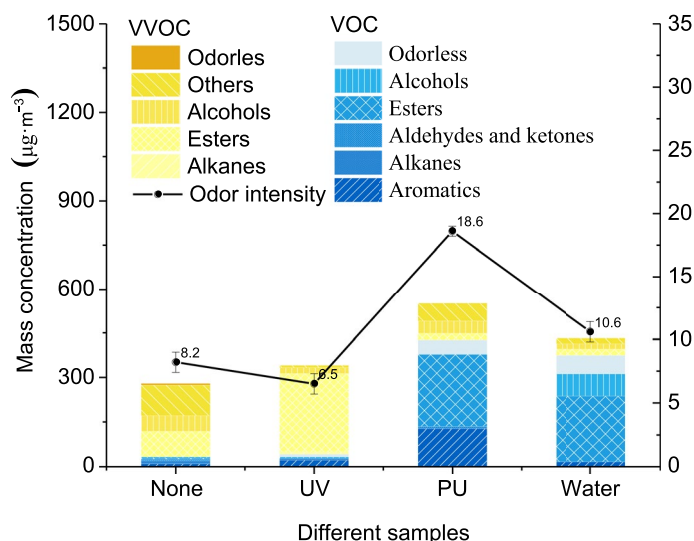 VVOC
Odorles
Others
Alcohols
Esters
Alkanes
Odor intensity
VOC
Odorless
Alcohols
Esters
Aldehydes and ketones
Alkanes
Aromatics
Mass concentration (μg·m⁻³)
1500
1200
900
600
300
0
35
30
25
20
15
10
5
0
8.2
6.5
18.6
10.6
None UV PU Water
Different samples